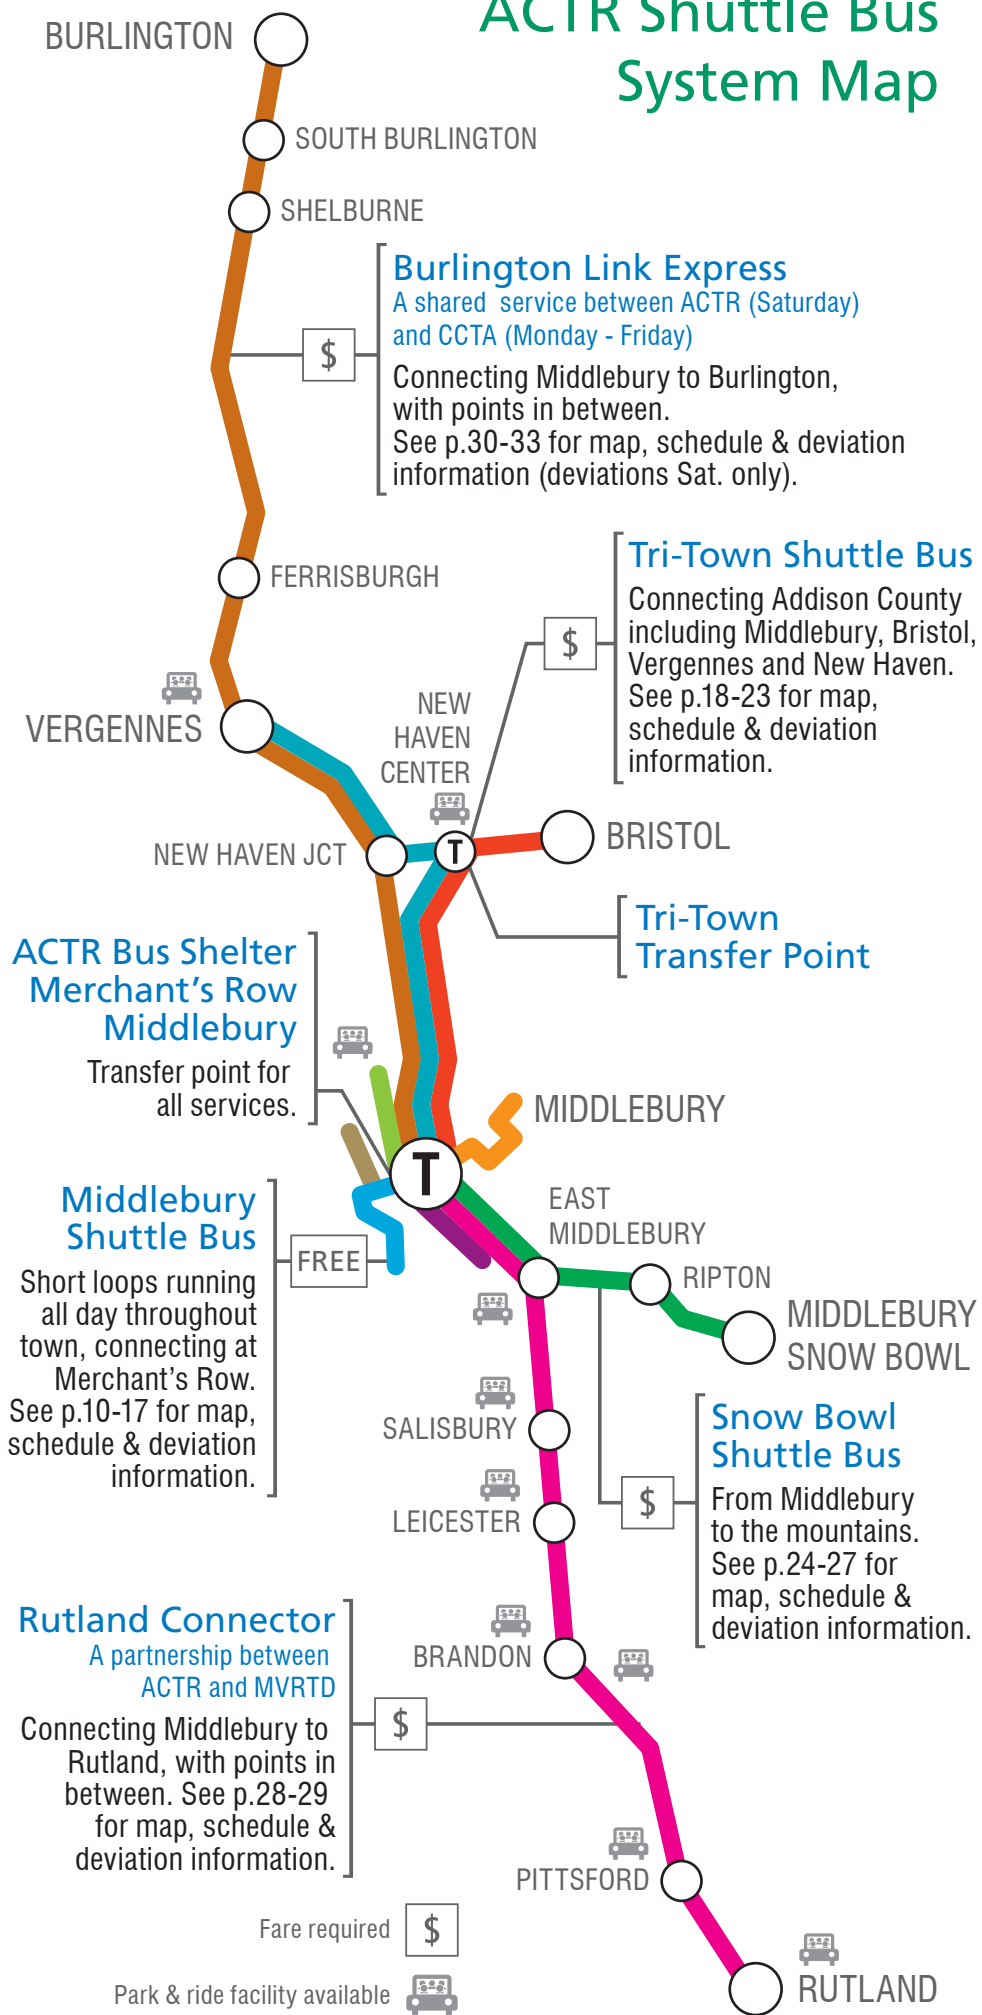 ACTR Shuttle Bus
System Map
BURLINGTON
SOUTH BURLINGTON
SHELBURNE
Burlington Link Express
A shared service between ACTR (Saturday)
and CCTA (Monday - Friday)
$
Connecting Middlebury to Burlington,
with points in between.
See p.30-33 for map, schedule & deviation
information (deviations Sat. only).
FERRISBURGH
Tri-Town Shuttle Bus
Connecting Addison County
including Middlebury, Bristol,
Vergennes and New Haven.
See p.18-23 for map,
schedule & deviation
information.
$
VERGENNES
NEW
HAVEN
CENTER
NEW HAVEN JCT
T
BRISTOL
Tri-Town
Transfer Point
ACTR Bus Shelter
Merchant's Row
Middlebury
Transfer point for
all services.
MIDDLEBURY
T
Middlebury
Shuttle Bus
FREE
Short loops running
all day throughout
town, connecting at
Merchant's Row.
See p.10-17 for map,
schedule & deviation
information.
EAST
MIDDLEBURY
RIPTON
MIDDLEBURY
SNOW BOWL
SALISBURY
Snow Bowl
Shuttle Bus
$
From Middlebury
to the mountains.
See p.24-27 for
map, schedule &
deviation information.
LEICESTER
Rutland Connector
A partnership between
ACTR and MVRTD
Connecting Middlebury to
Rutland, with points in
between. See p.28-29
for map, schedule &
deviation information.
$
BRANDON
PITTSFORD
RUTLAND
Fare required $
Park & ride facility available